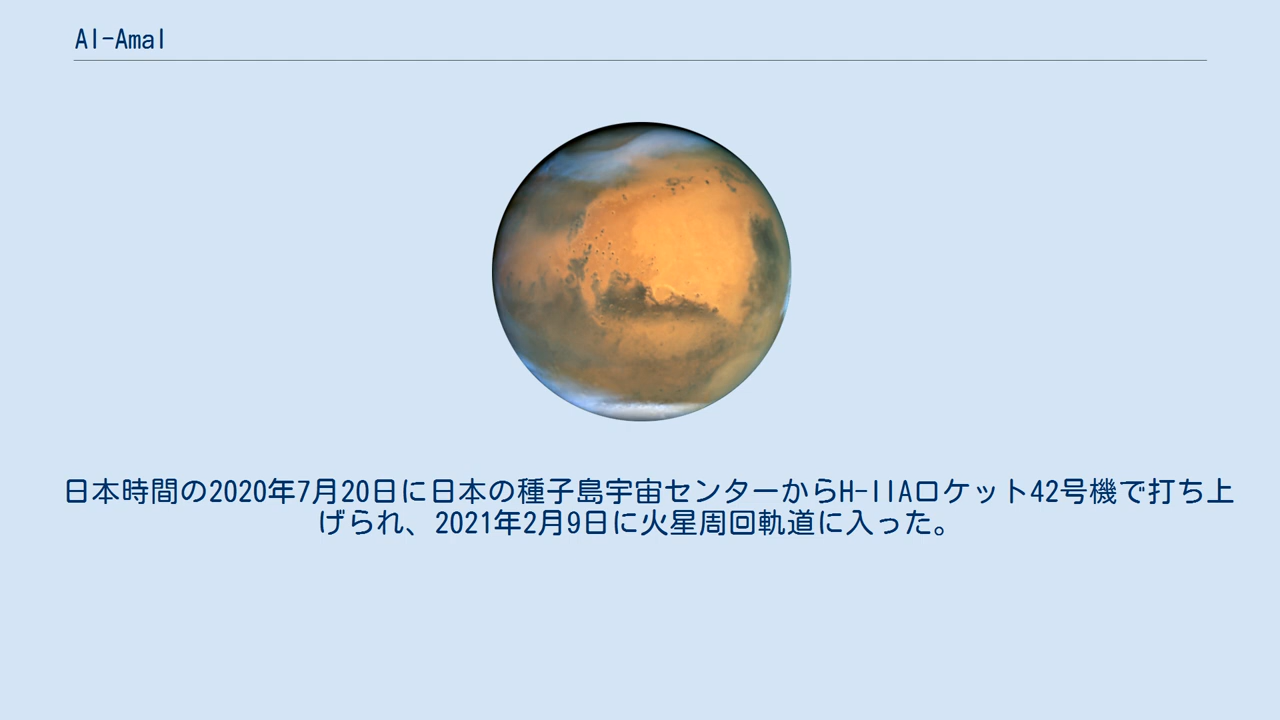 Al-Amal
日本時間の2020年7月20日に日本の種子島宇宙センターからH-IIAロケット42号機で打ち上
げられ、2021年2月9日に火星周回軌道に入った。